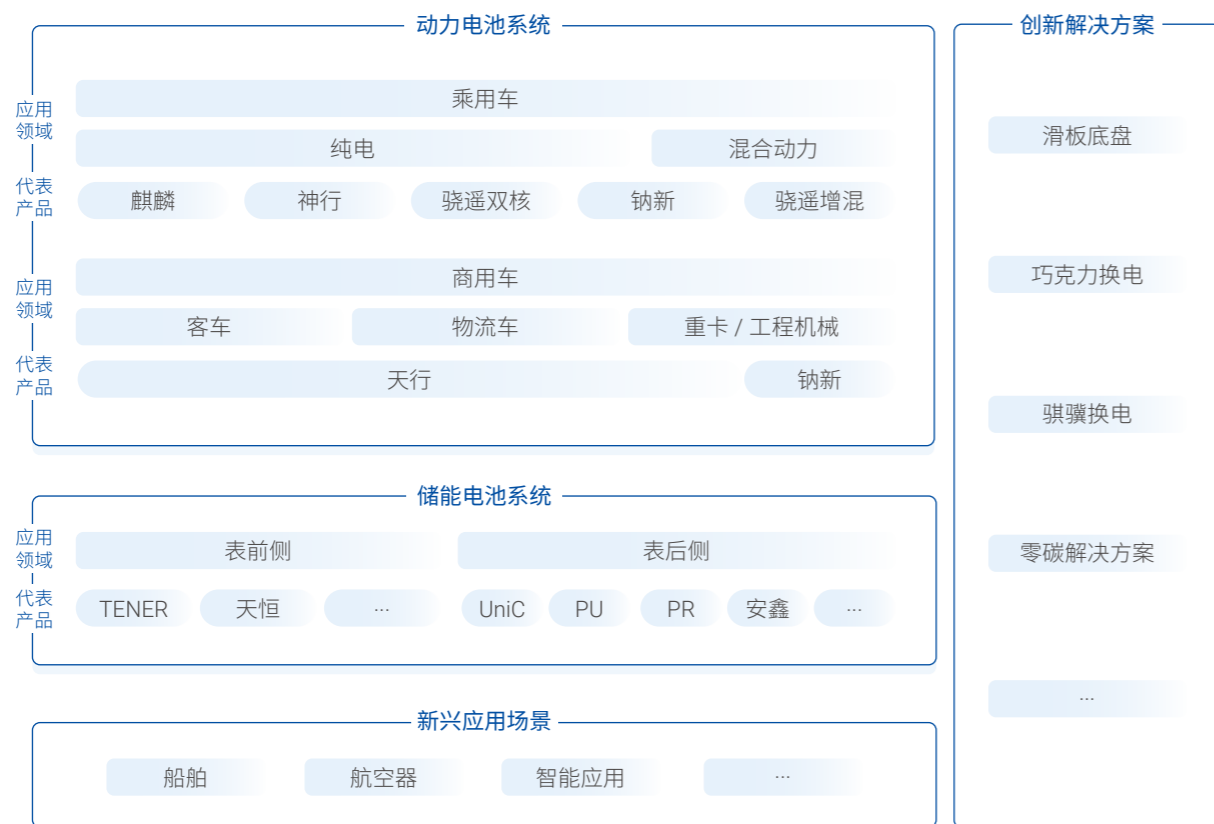 动力电池系统
应用
领域
乘用车
纯电
混合动力
代表
产品
麒麟
神行
骁遥双核
钠新
骁遥增混
应用
领域
商用车
客车
物流车
重卡 / 工程机械
代表
产品
天行
钠新
储能电池系统
应用
领域
表前侧
表后侧
代表
产品
TENER
天恒
...
UniC
PU
PR
安鑫
...
新兴应用场景
船舶
航空器
智能应用
...
创新解决方案
滑板底盘
巧克力换电
骐骥换电
零碳解决方案
...